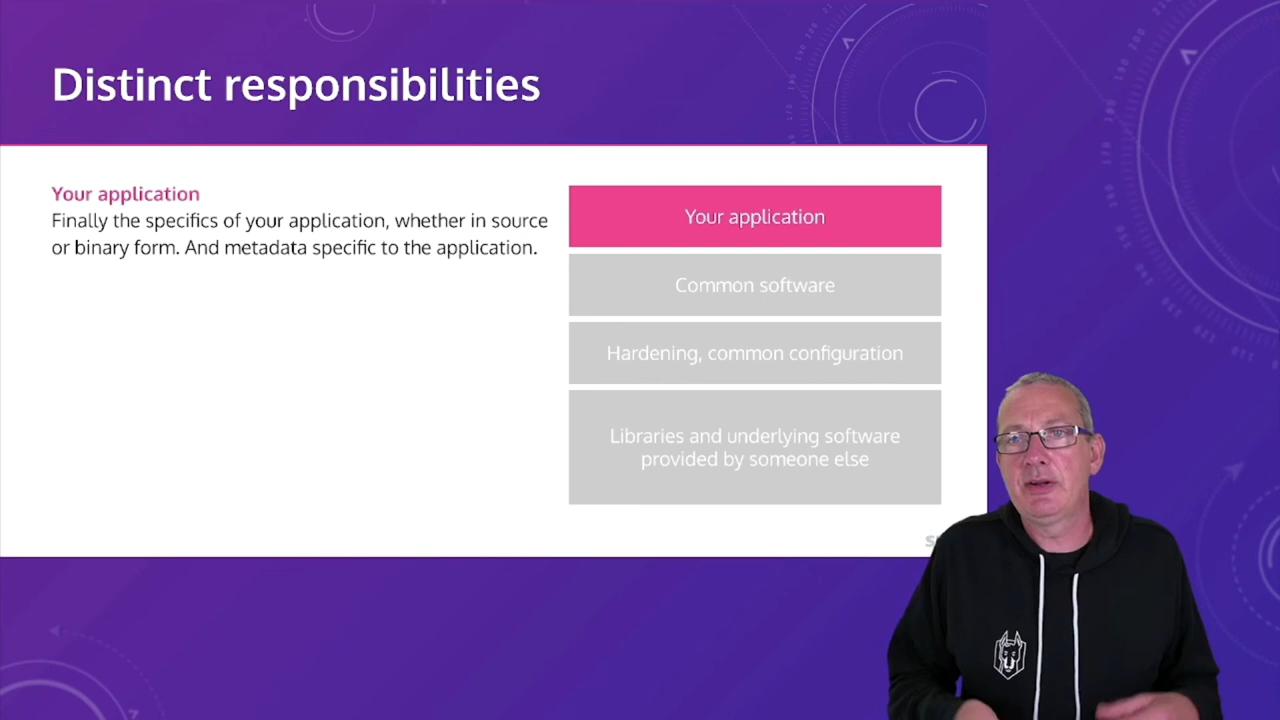 Distinct responsibilities
Your application
Finally the specifics of your application, whether in source
or binary form. And metadata specific to the application.
Your application
Common software
Hardening, common configuration
Libraries and underlying software
provided by someone else